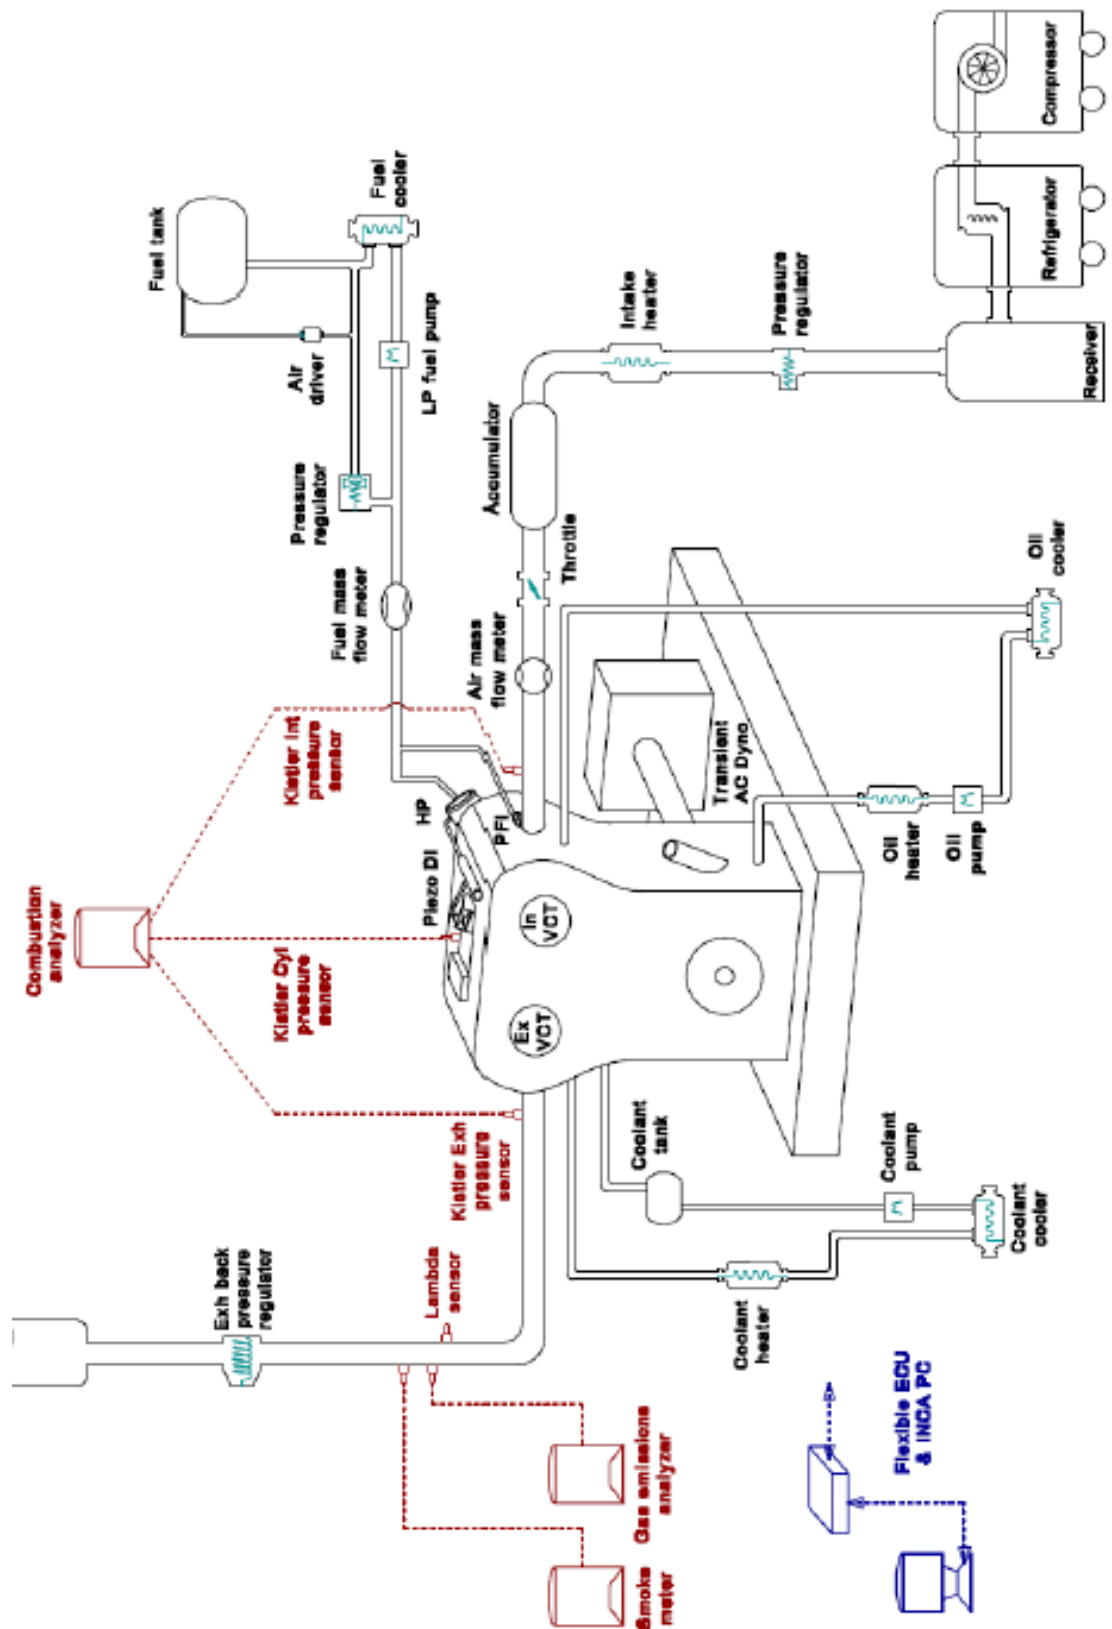 Combustion
analyzer
Fuel tank
Fuel
cooler
Air
driver
LP fuel pump
Pressure
regulator
Fuel mass
flow meter
Kistler Int
pressure
sensor
Kistler Cyl
pressure
sensor
Kistler Exh
pressure
sensor
Exh back
pressure
regulator
Lambda
sensor
Smoke
meter
Gas emissions
analyzer
Flexible ECU
& INCA PC
HP
Piezo DI
PFI
In
VCT
Ex
VCT
Air mass
flow meter
Throttle
Accumulator
Intake
heater
Pressure
regulator
Receiver
Refrigerator
Compressor
Transient
AC Dyno
Oil
cooler
Oil
heater
Oil
pump
Coolant
tank
Coolant
pump
Coolant
cooler
Coolant
heater